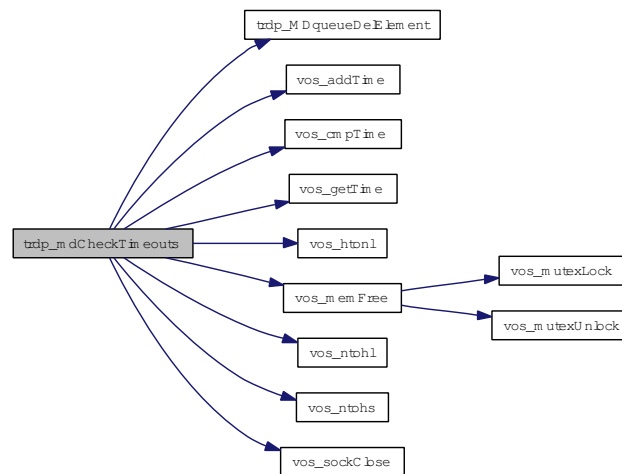 trdp_MDqueueDelElement
vos_addTime
vos_cmpTime
vos_getTime
trdp_mdCheckTimeouts
vos_htonl
vos_mutexLock
vos_memFree
vos_mutexUnlock
vos_ntohl
vos_ntohs
vos_sockClose